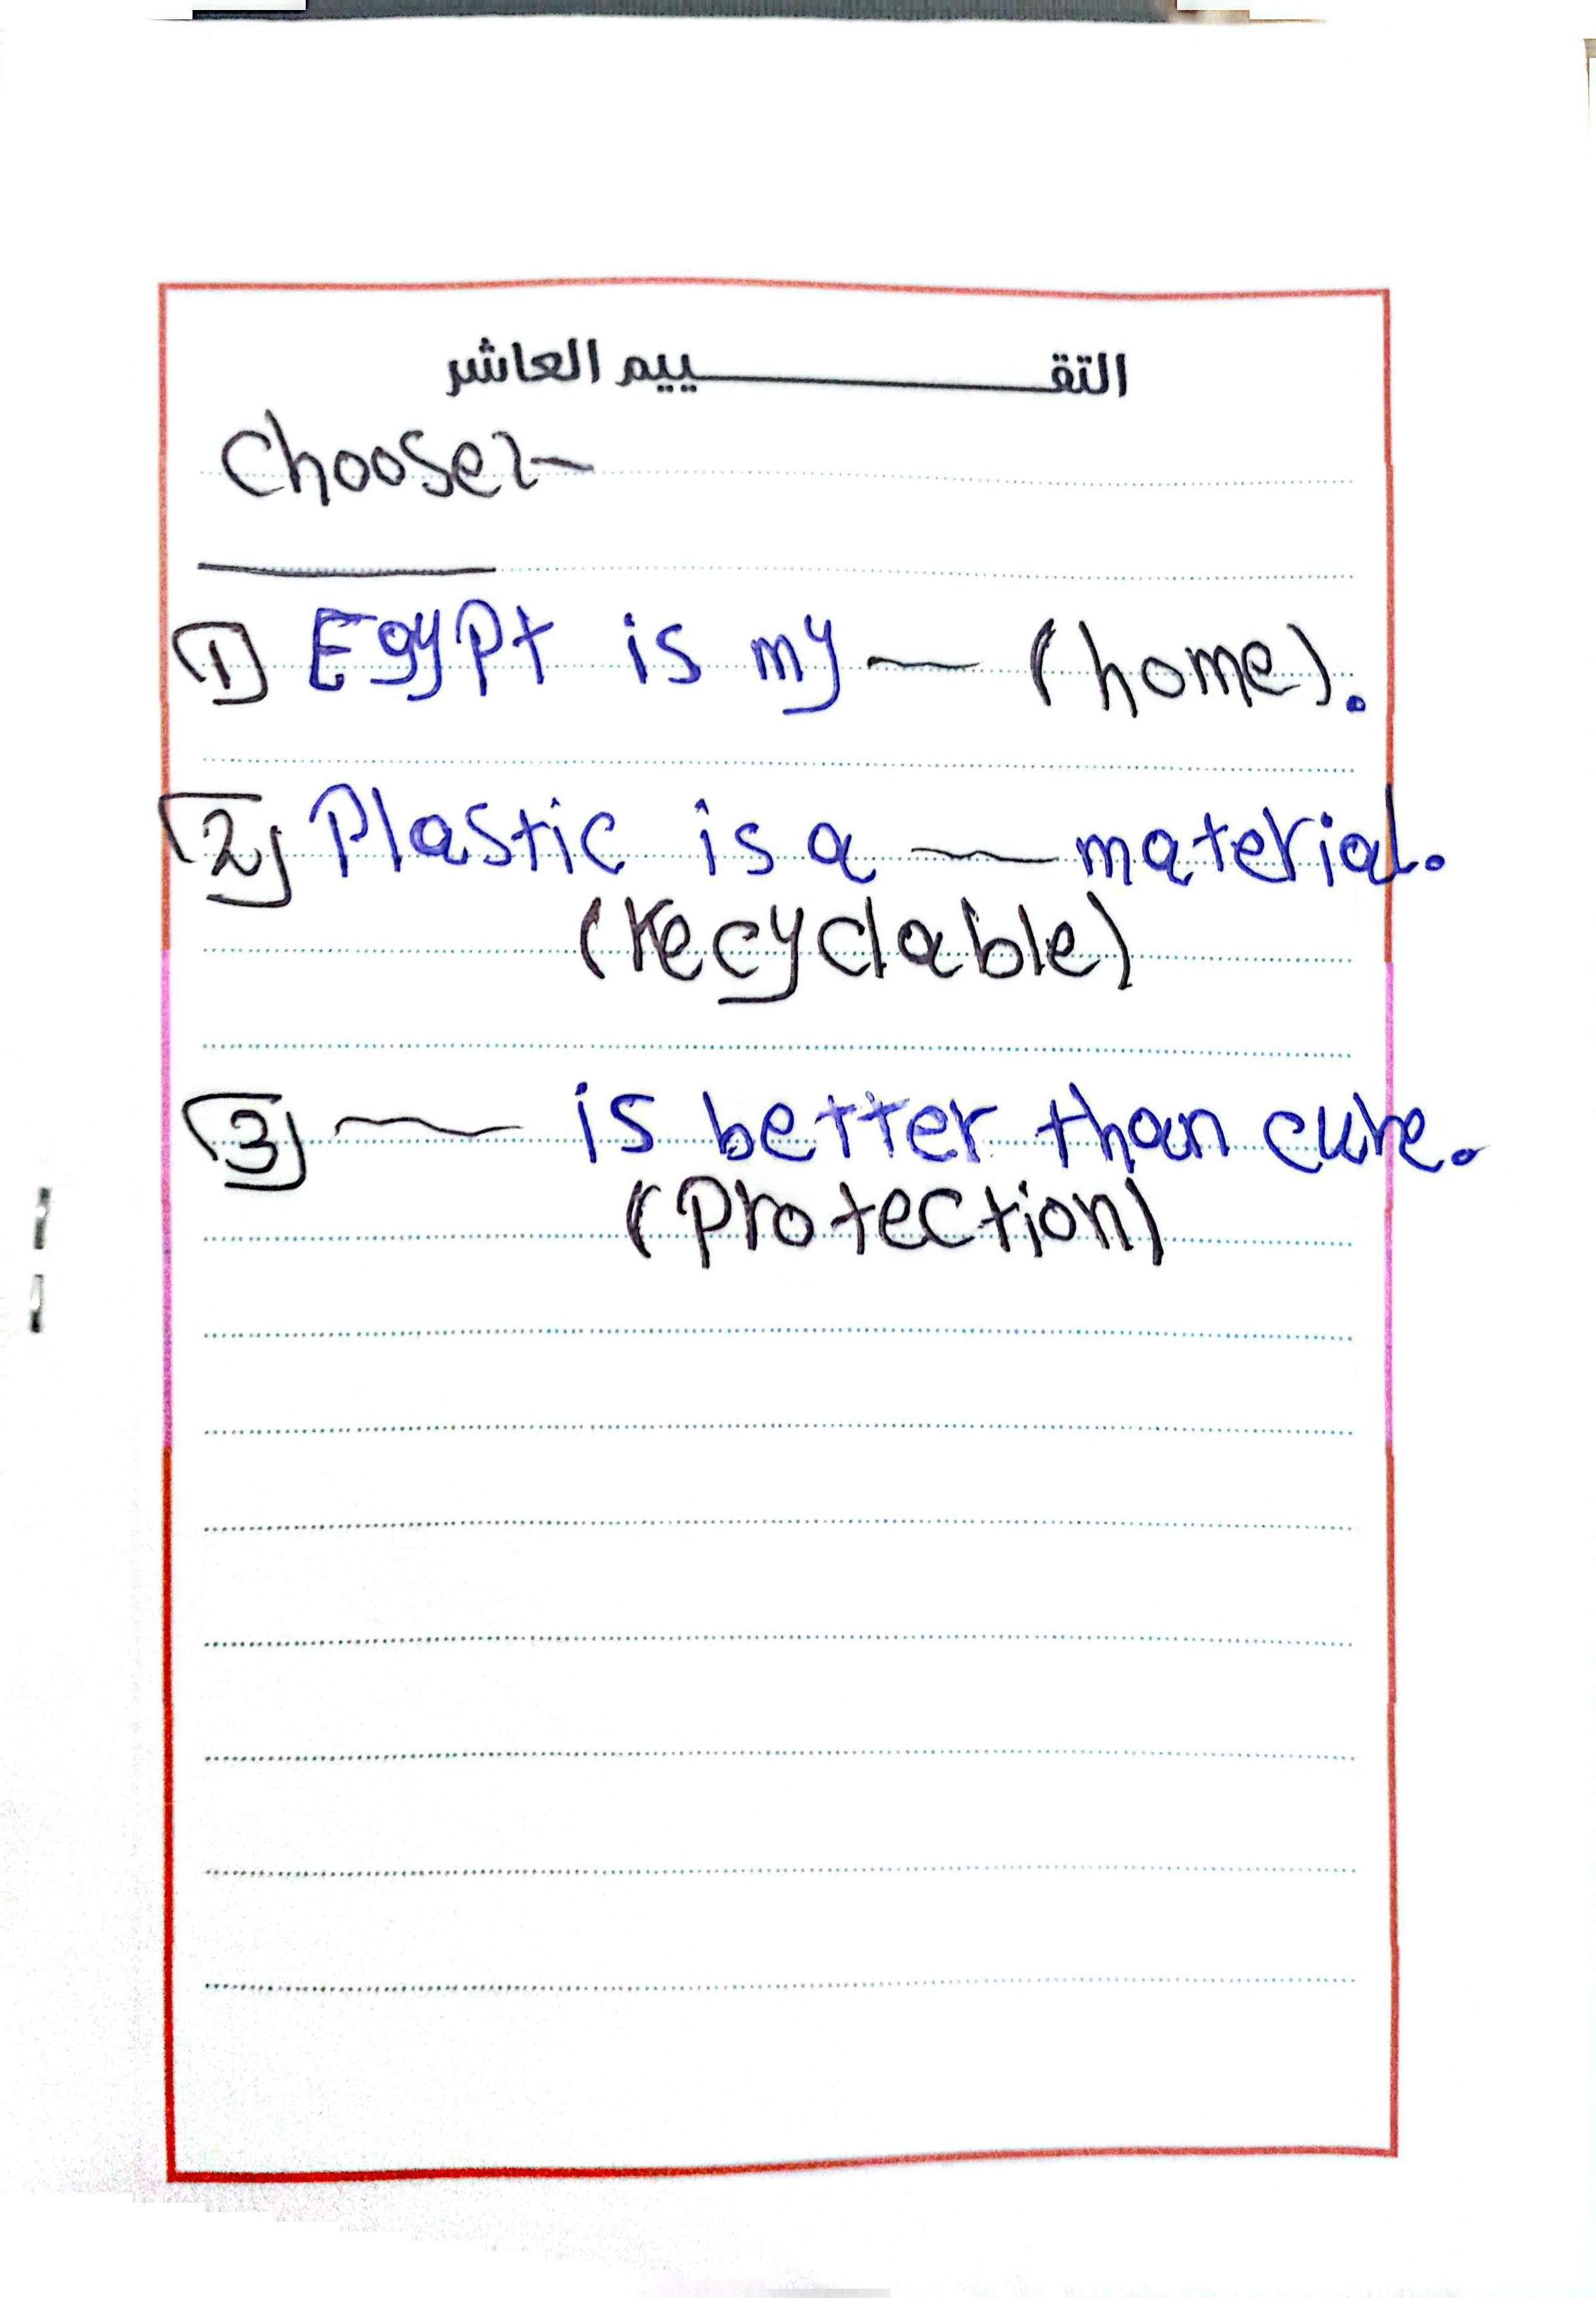 التقـــــــــييم العاشر
Choose:-
1) Egypt is my — (home).
2) Plastic is a — material.
(recyclable)
3) — is better than cure.
(Protection)